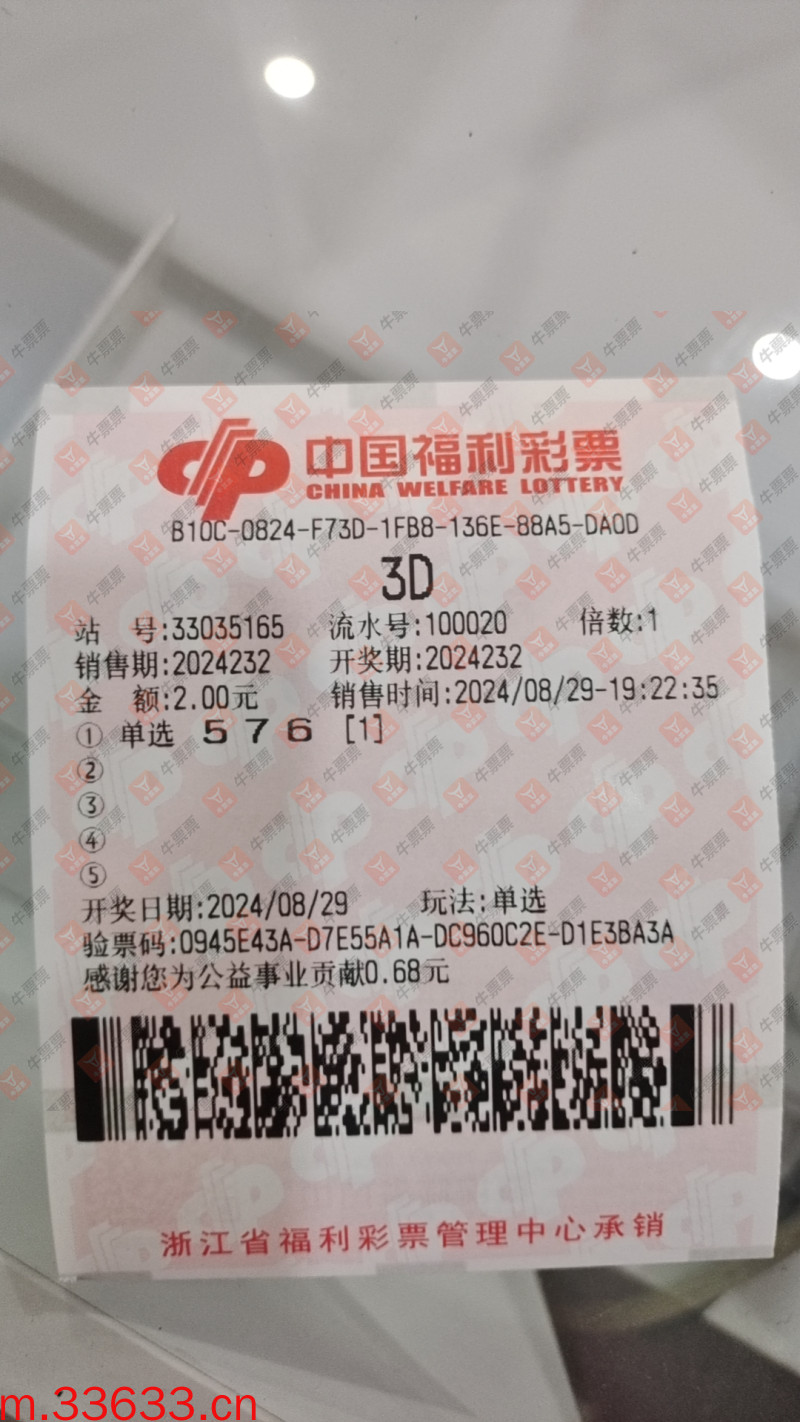 中国福利彩票
CHINA WELFARE LOTTERY
B10C-0824-F73D-1FB8-136E-88A5-DA0D
3D
站 号:33035165 流水号:100020 倍数:1
销售期:2024232 开奖期:2024232
金 额:2.00元 销售时间:2024/08/29-19:22:35
① 单选 5 7 6 [1]
②
③
④
⑤
开奖日期:2024/08/29 玩法:单选
验票码:0945E43A-D7E55A1A-DC960C2E-D1E3BA3A
感谢您为公益事业贡献0.68元
浙江省福利彩票管理中心承销
牛票票
m.33633.cn